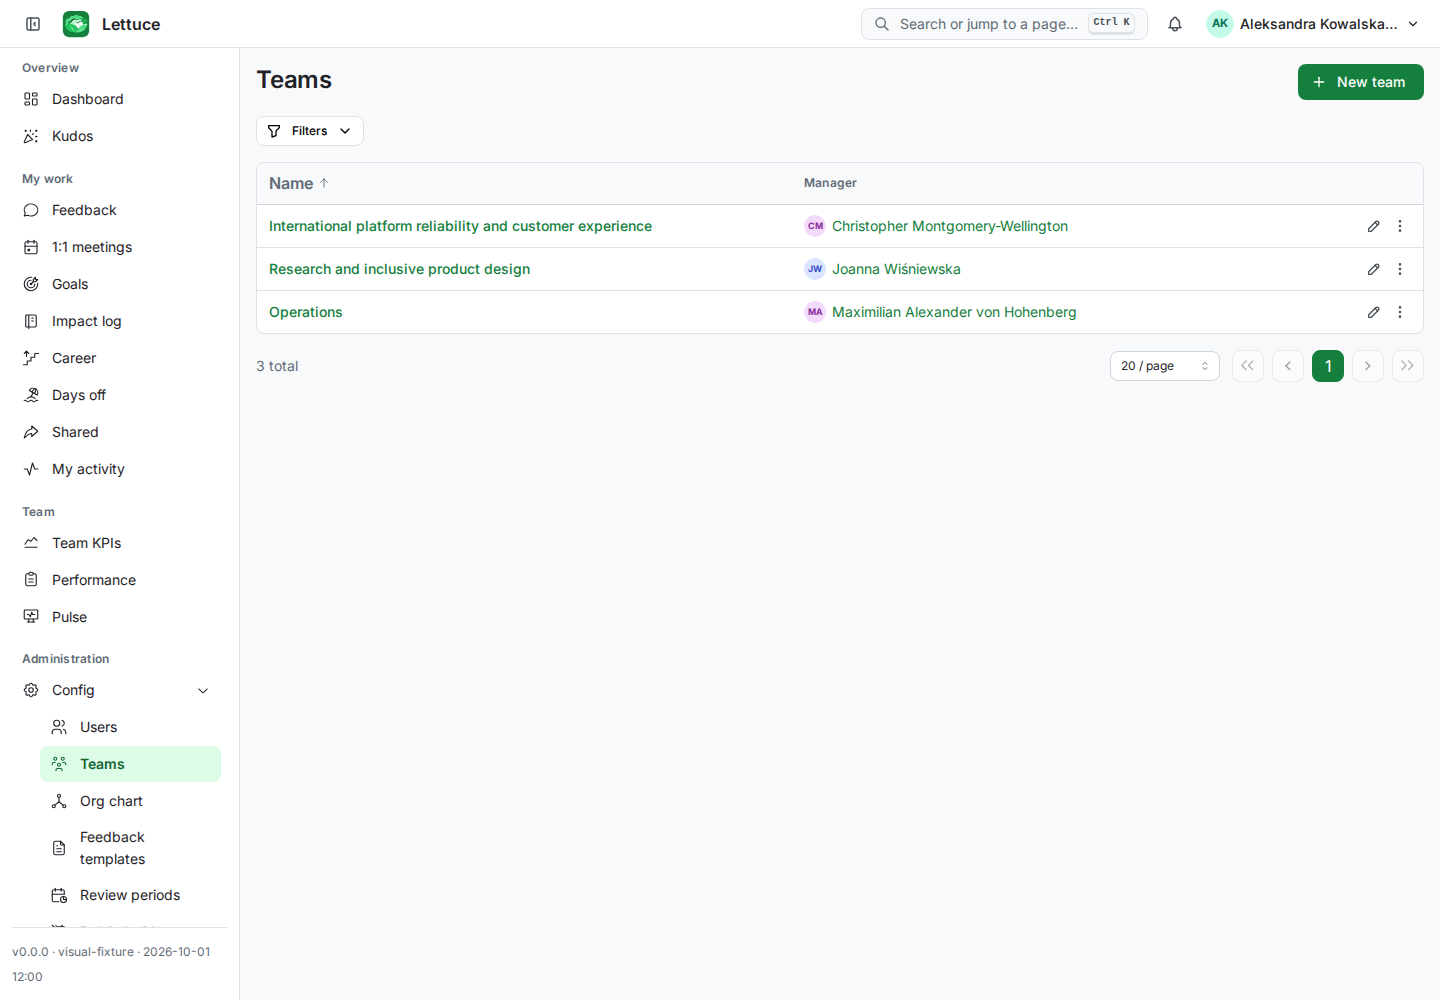 Lettuce
Search or jump to a page...
Ctrl K
AK
Aleksandra Kowalska...
Overview
Dashboard
Kudos
My work
Feedback
1:1 meetings
Goals
Impact log
Career
Days off
Shared
My activity
Team
Team KPIs
Performance
Pulse
Administration
Config
Users
Teams
Org chart
Feedback
templates
Review periods
v0.0.0 · visual-fixture · 2026-10-01
12:00
Teams
New team
Filters
Name
Manager
International platform reliability and customer experience
CM
Christopher Montgomery-Wellington
Research and inclusive product design
JW
Joanna Wiśniewska
Operations
MA
Maximilian Alexander von Hohenberg
3 total
20 / page
1